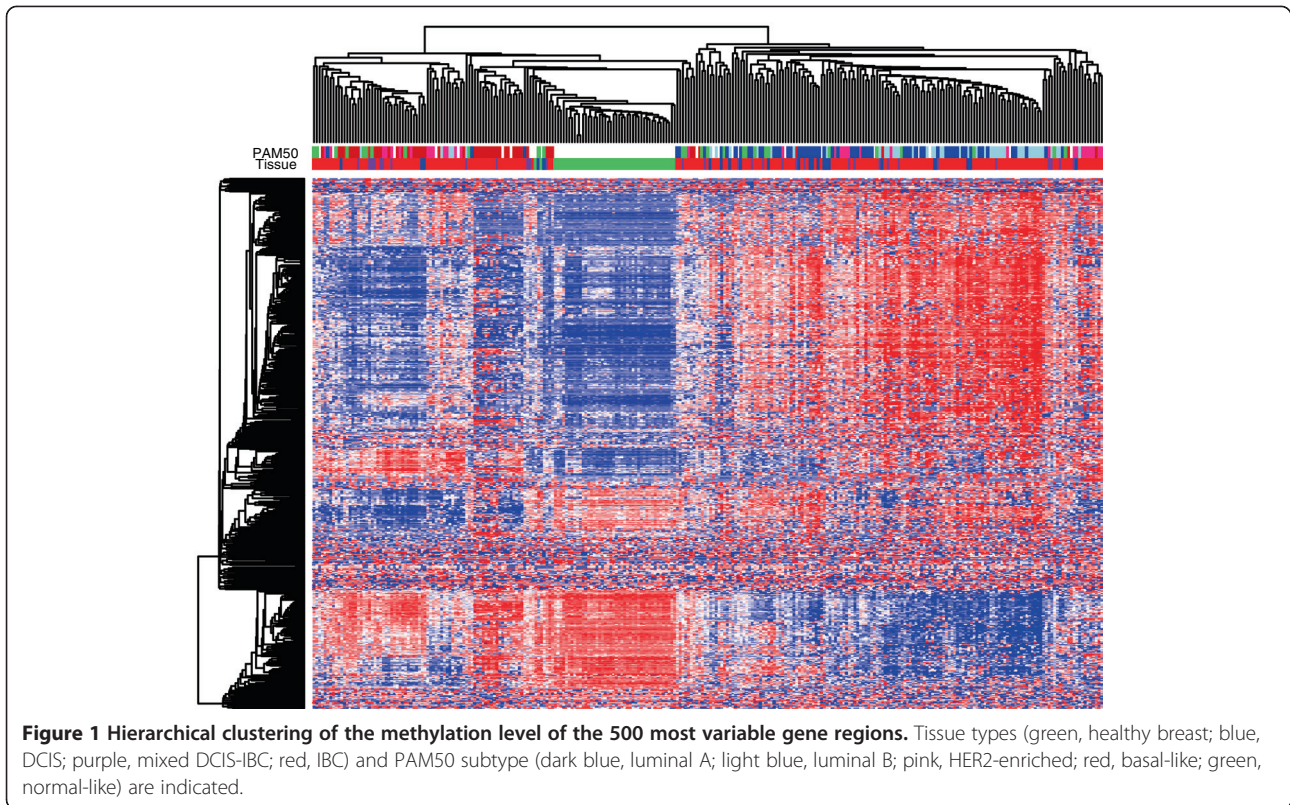 PAM50
Tissue
Figure 1 Hierarchical clustering of the methylation level of the 500 most variable gene regions. Tissue types (green, healthy breast; blue,
DCIS; purple, mixed DCIS-IBC; red, IBC) and PAM50 subtype (dark blue, luminal A; light blue, luminal B; pink, HER2-enriched; red, basal-like; green,
normal-like) are indicated.